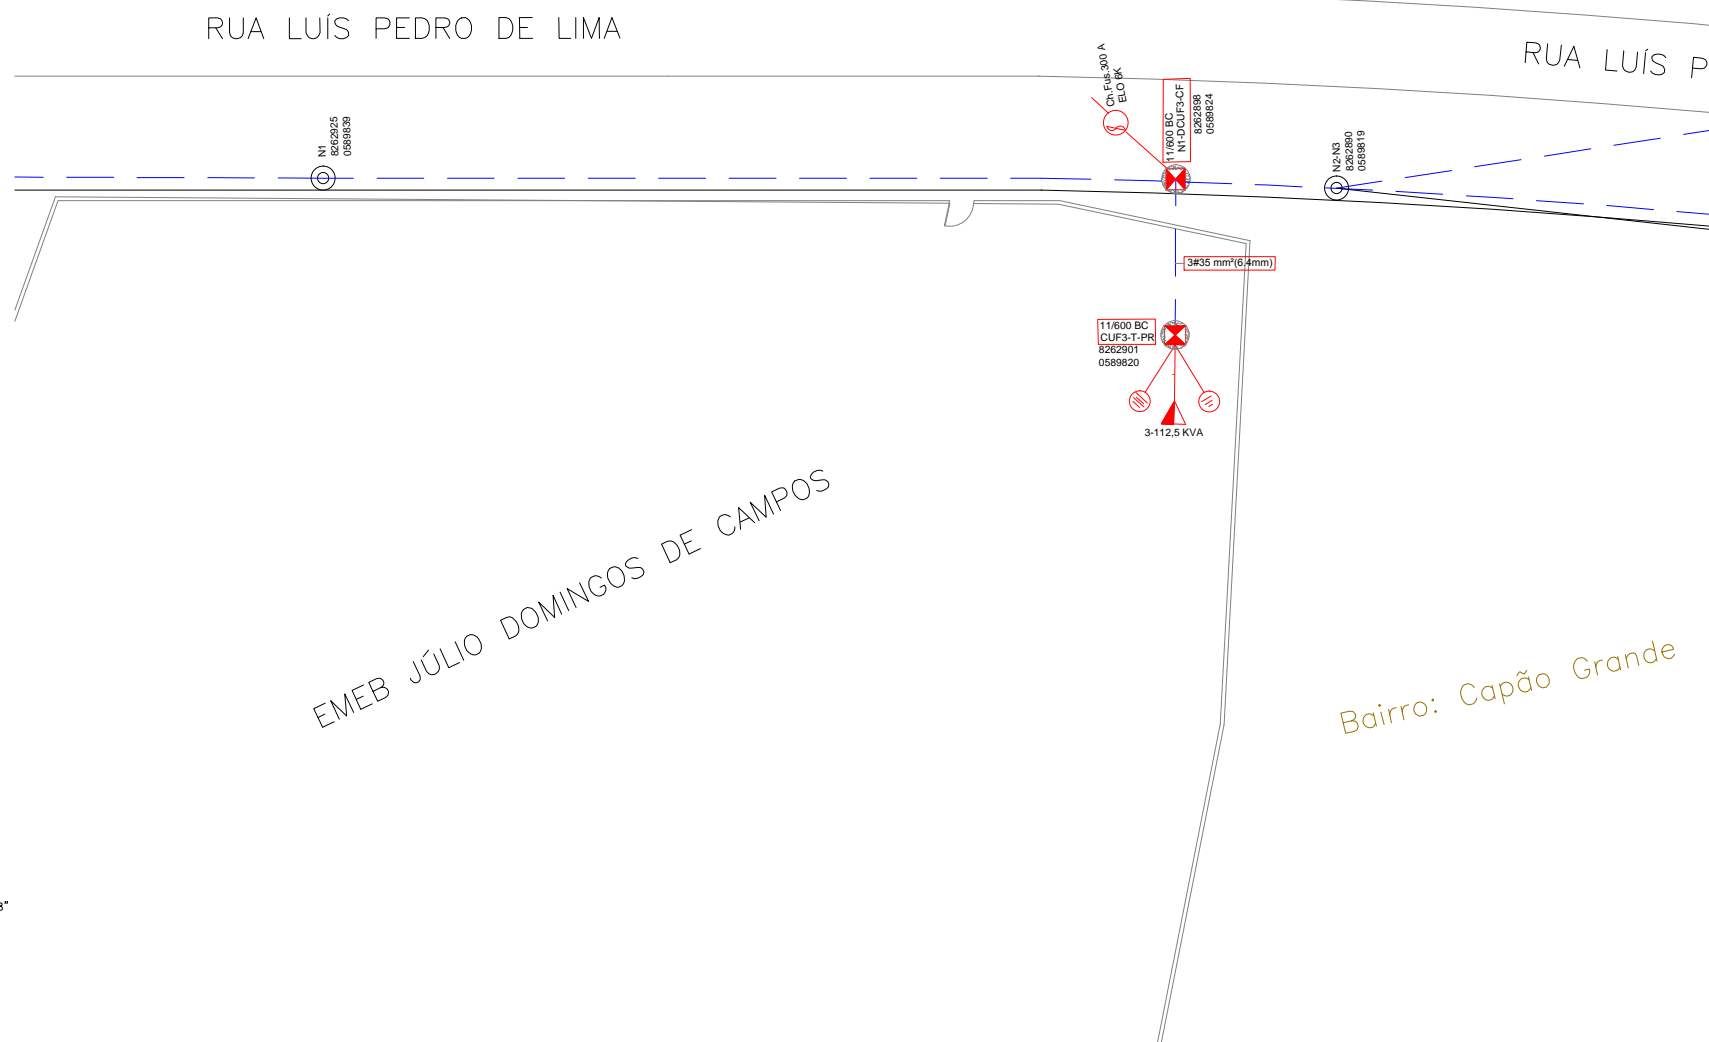 RUA LUÍS PEDRO DE LIMA
RUA LUÍS P
Ch.Fus.300 A
ELO 6K
11/600 BC
N1-DCUF3-CF
8262898
0589824
N1
8262925
0589839
N2-N3
8262890
0589819
3#35 mm²(6,4mm)
11/600 BC
CUF3-T-PR
8262901
0589820
3-112,5 KVA
EMEB JÚLIO DOMINGOS DE CAMPOS
Bairro: Capão Grande